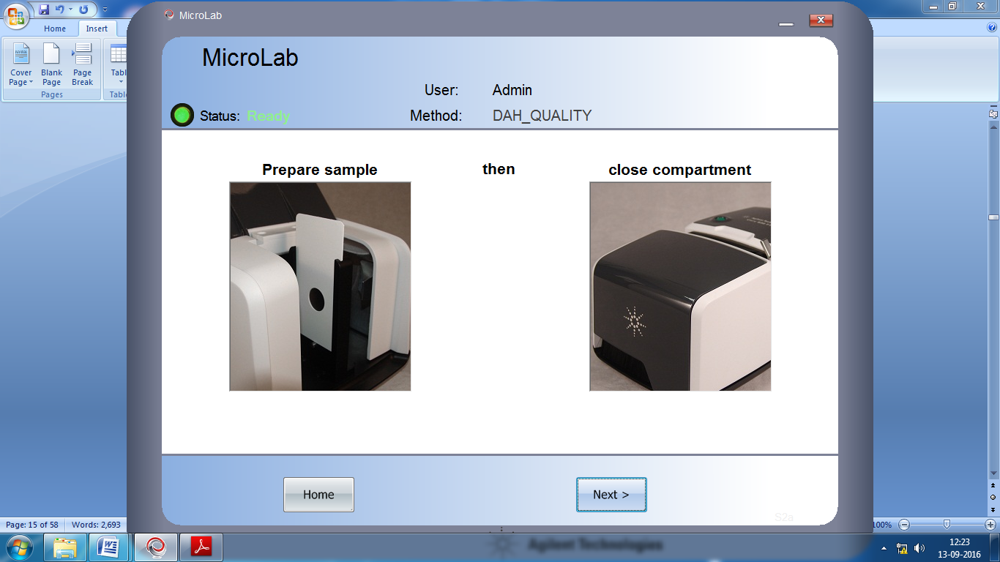 MicroLab
Home
Insert
Cover
Page
Blank
Page
Page
Break
Pages
MicroLab
User:
Admin
Status:
Ready
Method:
DAH_QUALITY
Prepare sample
then
close compartment
Home
Next >
S2a
Page: 15 of 58
Words: 2,693
100%
Agilent Technologies
12:23
13-09-2016